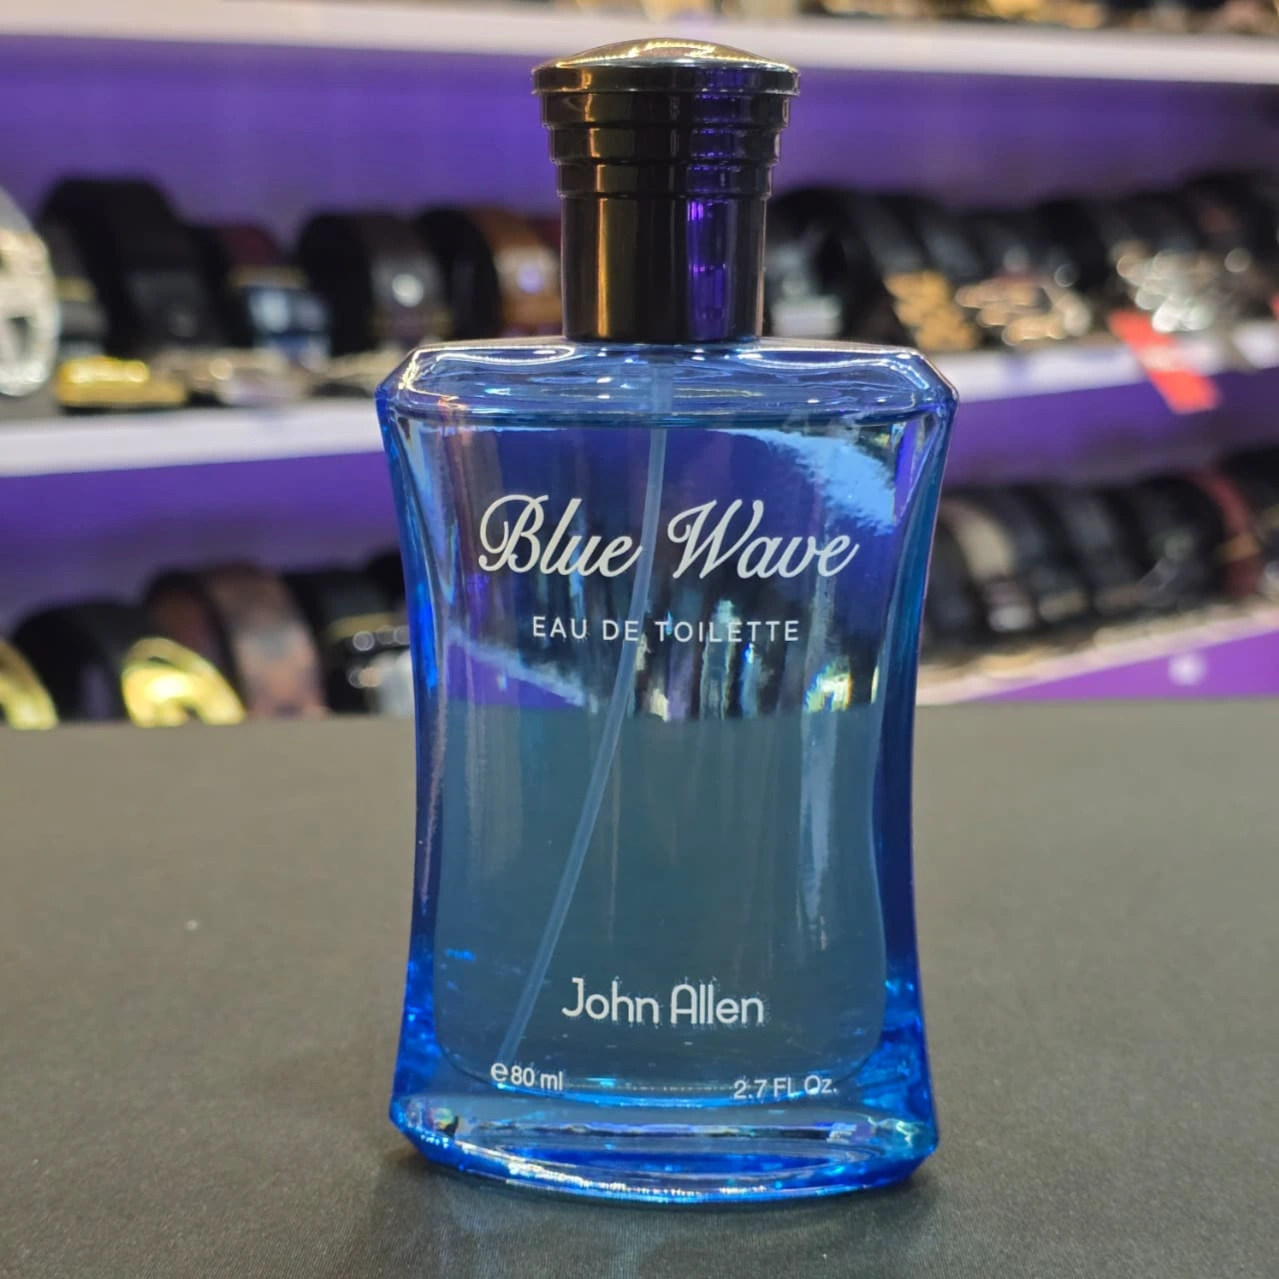 Blue Wave
EAU DE TOILETTE
John Allen
e 80 ml 2.7 FL Oz.